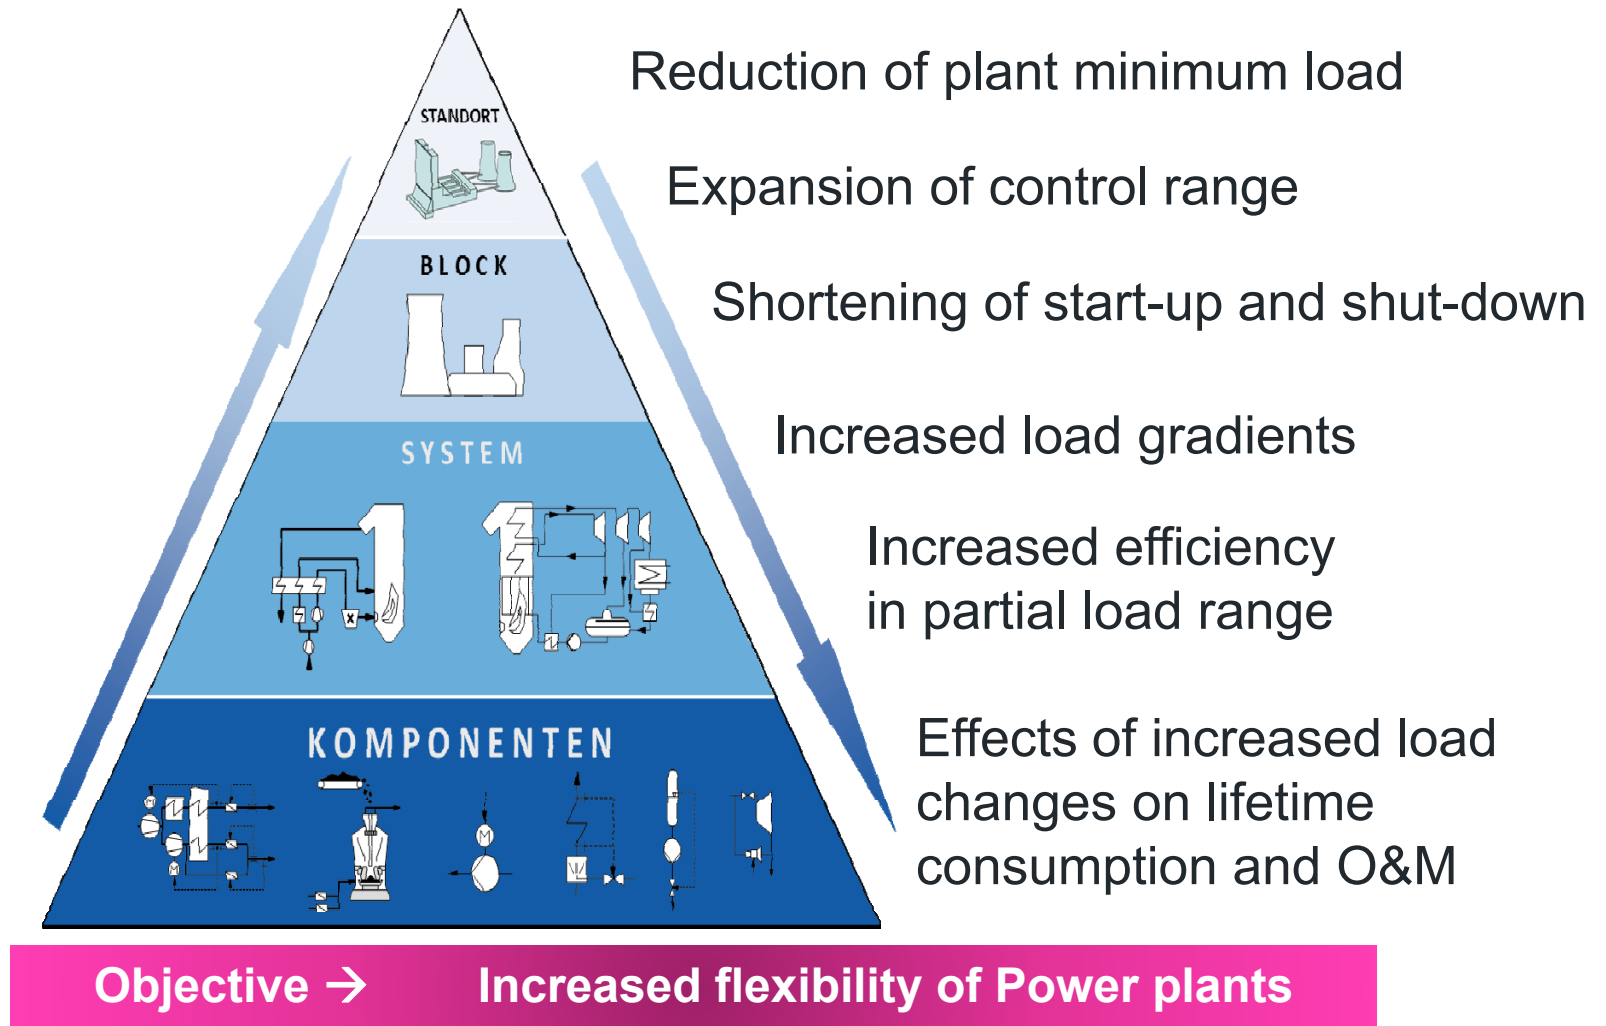 Reduction of plant minimum load
STANDORT
Expansion of control range
BLOCK
Shortening of start-up and shut-down
SYSTEM
Increased load gradients
Increased efficiency
in partial load range
X
KOMPONENTEN
Effects of increased load
changes on lifetime
consumption and O&M
M
M
M
M
Objective → Increased flexibility of Power plants